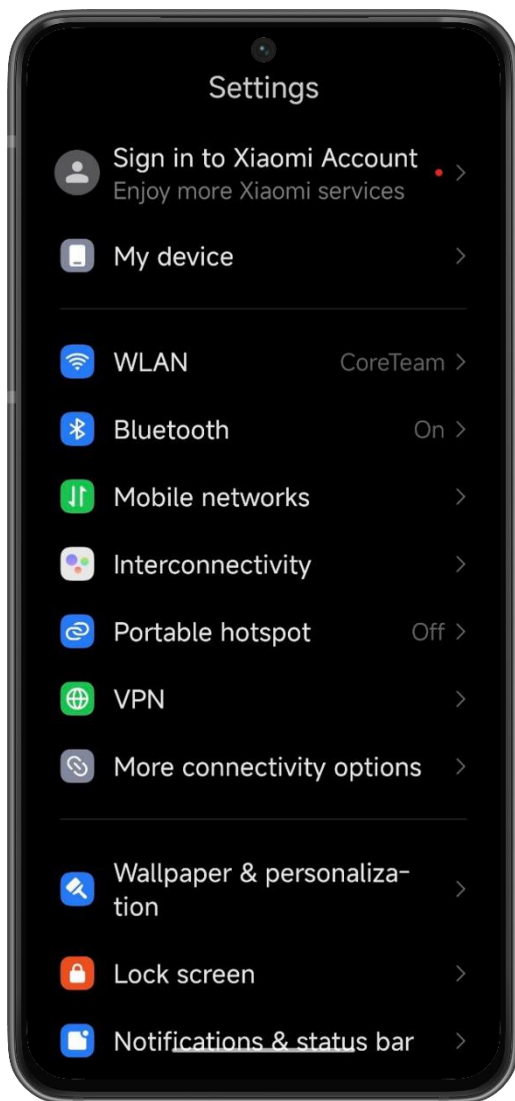 Settings
Sign in to Xiaomi Account
Enjoy more Xiaomi services
My device
WLAN CoreTeam
Bluetooth On
Mobile networks
Interconnectivity
Portable hotspot Off
VPN
More connectivity options
Wallpaper & personaliza-
tion
Lock screen
Notifications & status bar